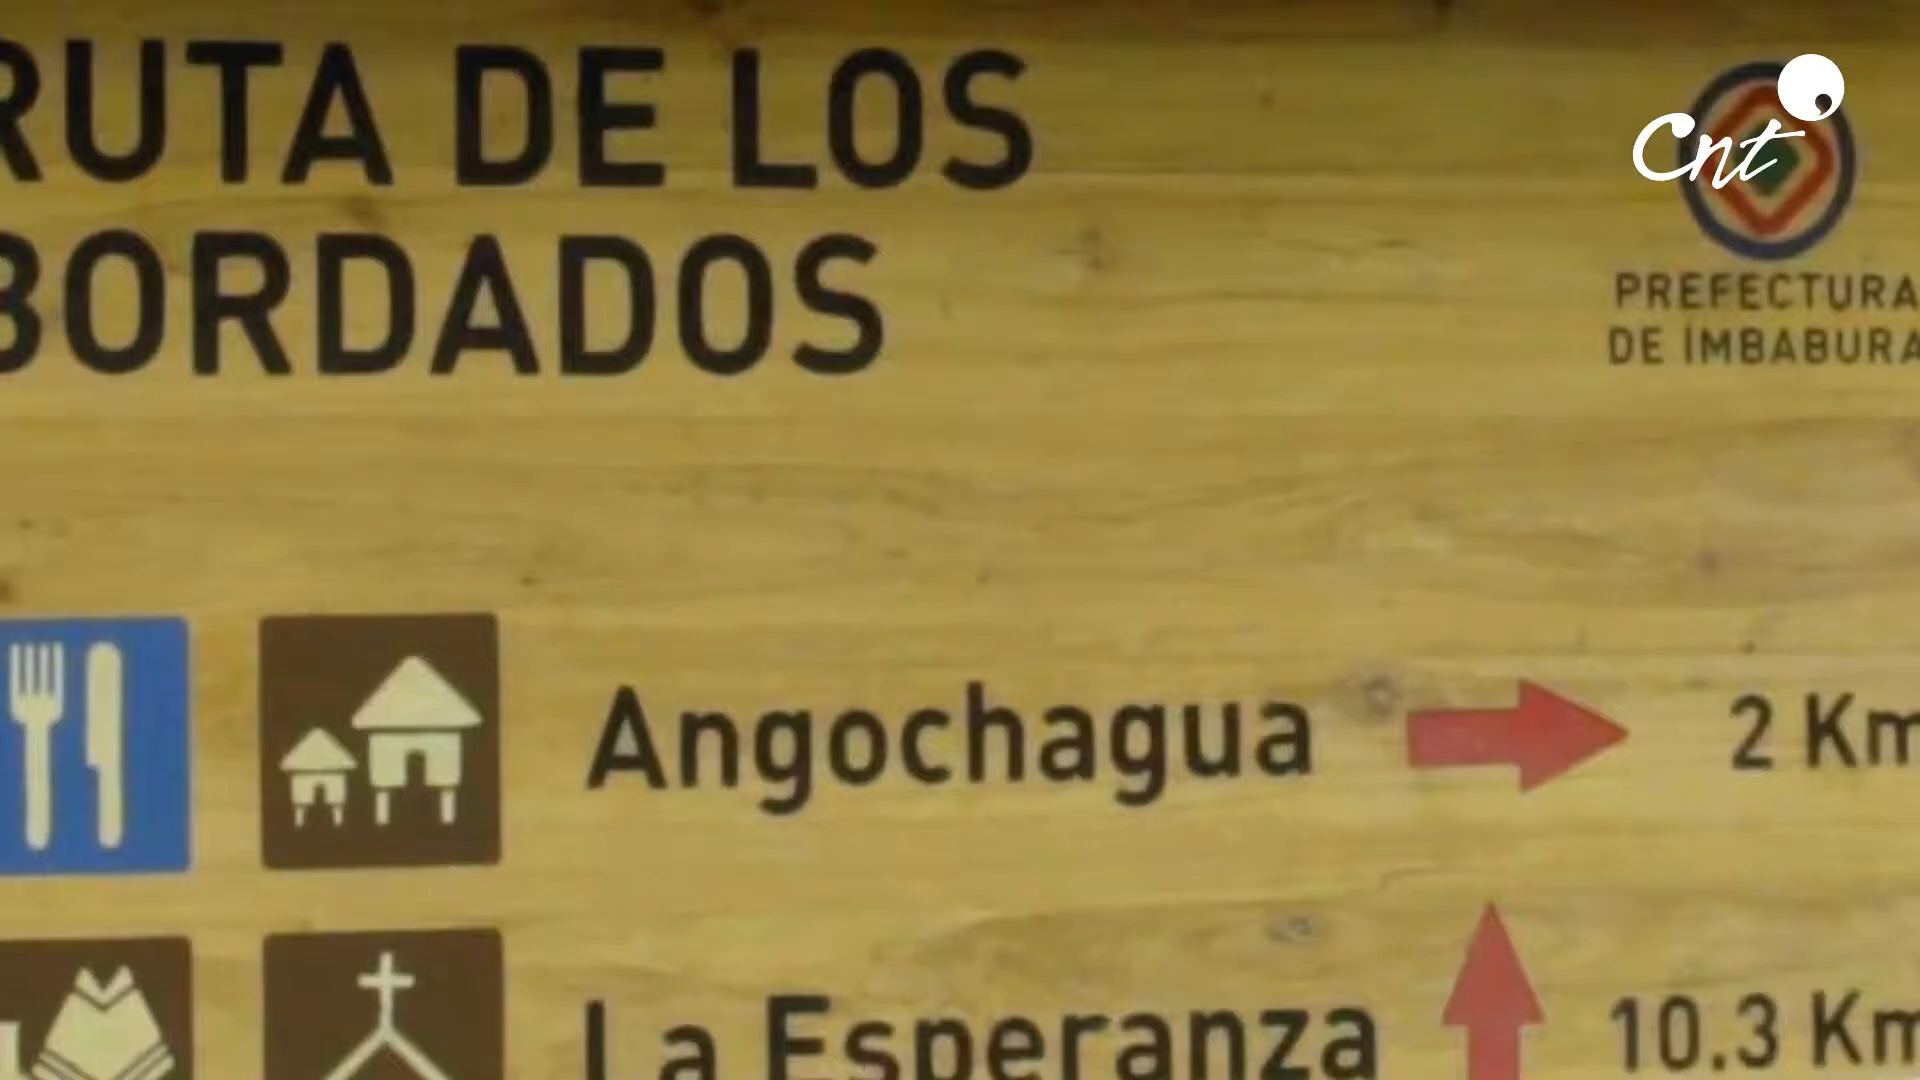 RUTA DE LOS
BORDADOS
Cnt
PREFECTURA
DE IMBABURA
Angochagua 2 Km
La Esperanza 10.3 Km